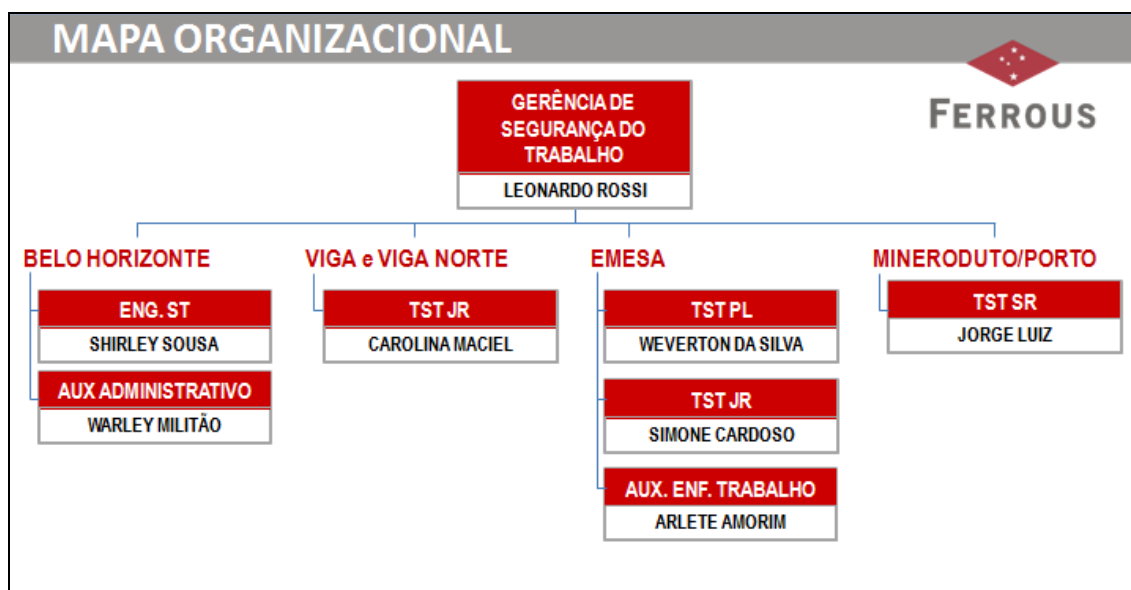 MAPA ORGANIZACIONAL
FERROUS
GERÊNCIA DE
SEGURANÇA DO
TRABALHO
LEONARDO ROSSI
BELO HORIZONTE
ENG. ST
SHIRLEY SOUSA
AUX ADMINISTRATIVO
WARLEY MILITÃO
VIGA e VIGA NORTE
TST JR
CAROLINA MACIEL
EMESA
TST PL
WEVERTON DA SILVA
TST JR
SIMONE CARDOSO
AUX. ENF. TRABALHO
ARLETE AMORIM
MINERODUTO/PORTO
TST SR
JORGE LUIZ